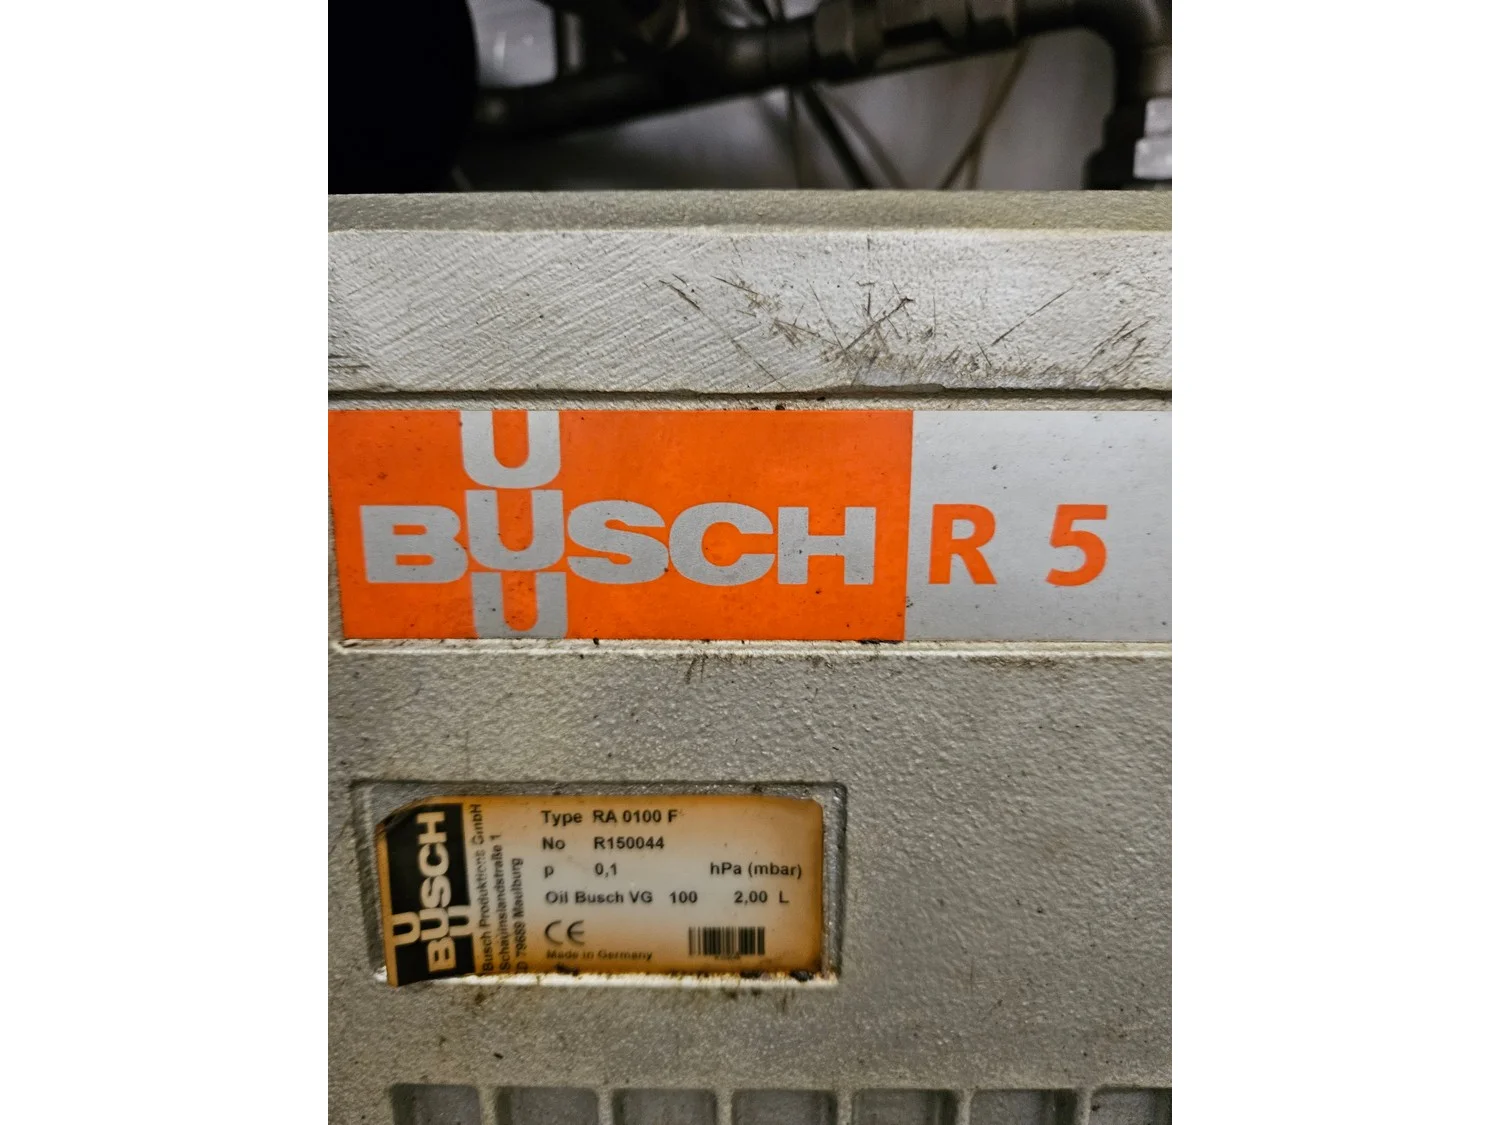 U
BUSCH
U
R 5
U
BUSCH
U
Busch Produktions GmbH
Schauinslandstraße 1
D 79689 Maulburg
Type RA 0100 F
No R150044
p 0,1 hPa (mbar)
Oil Busch VG 100 2,00 L
CE
Made in Germany